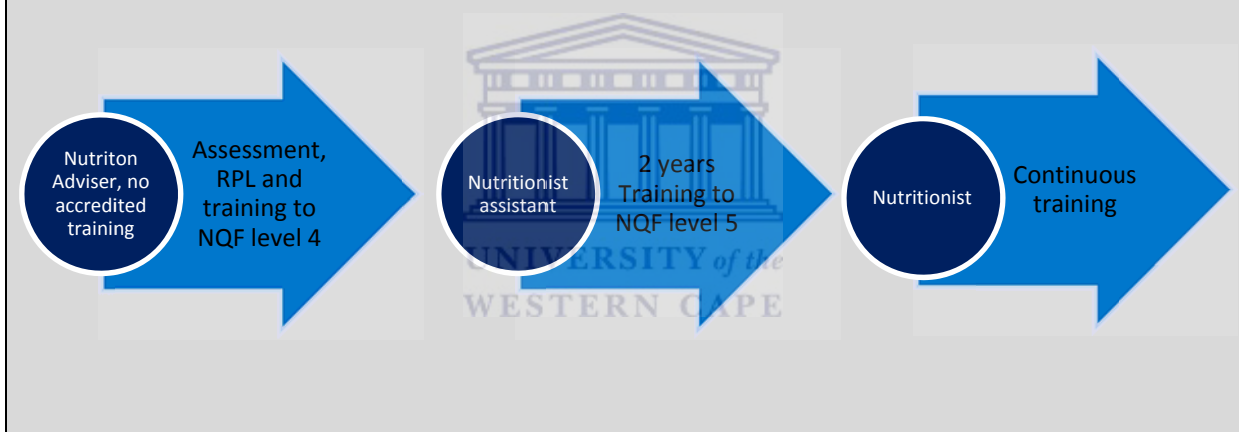 Nutriton
Adviser, no
accredited
training
Assessment,
RPL and
training to
NQF level 4
Nutritionist
assistant
2 years
Training to
NQF level 5
Nutritionist
Continuous
training
UNIVERSITY of the
WESTERN CAPE